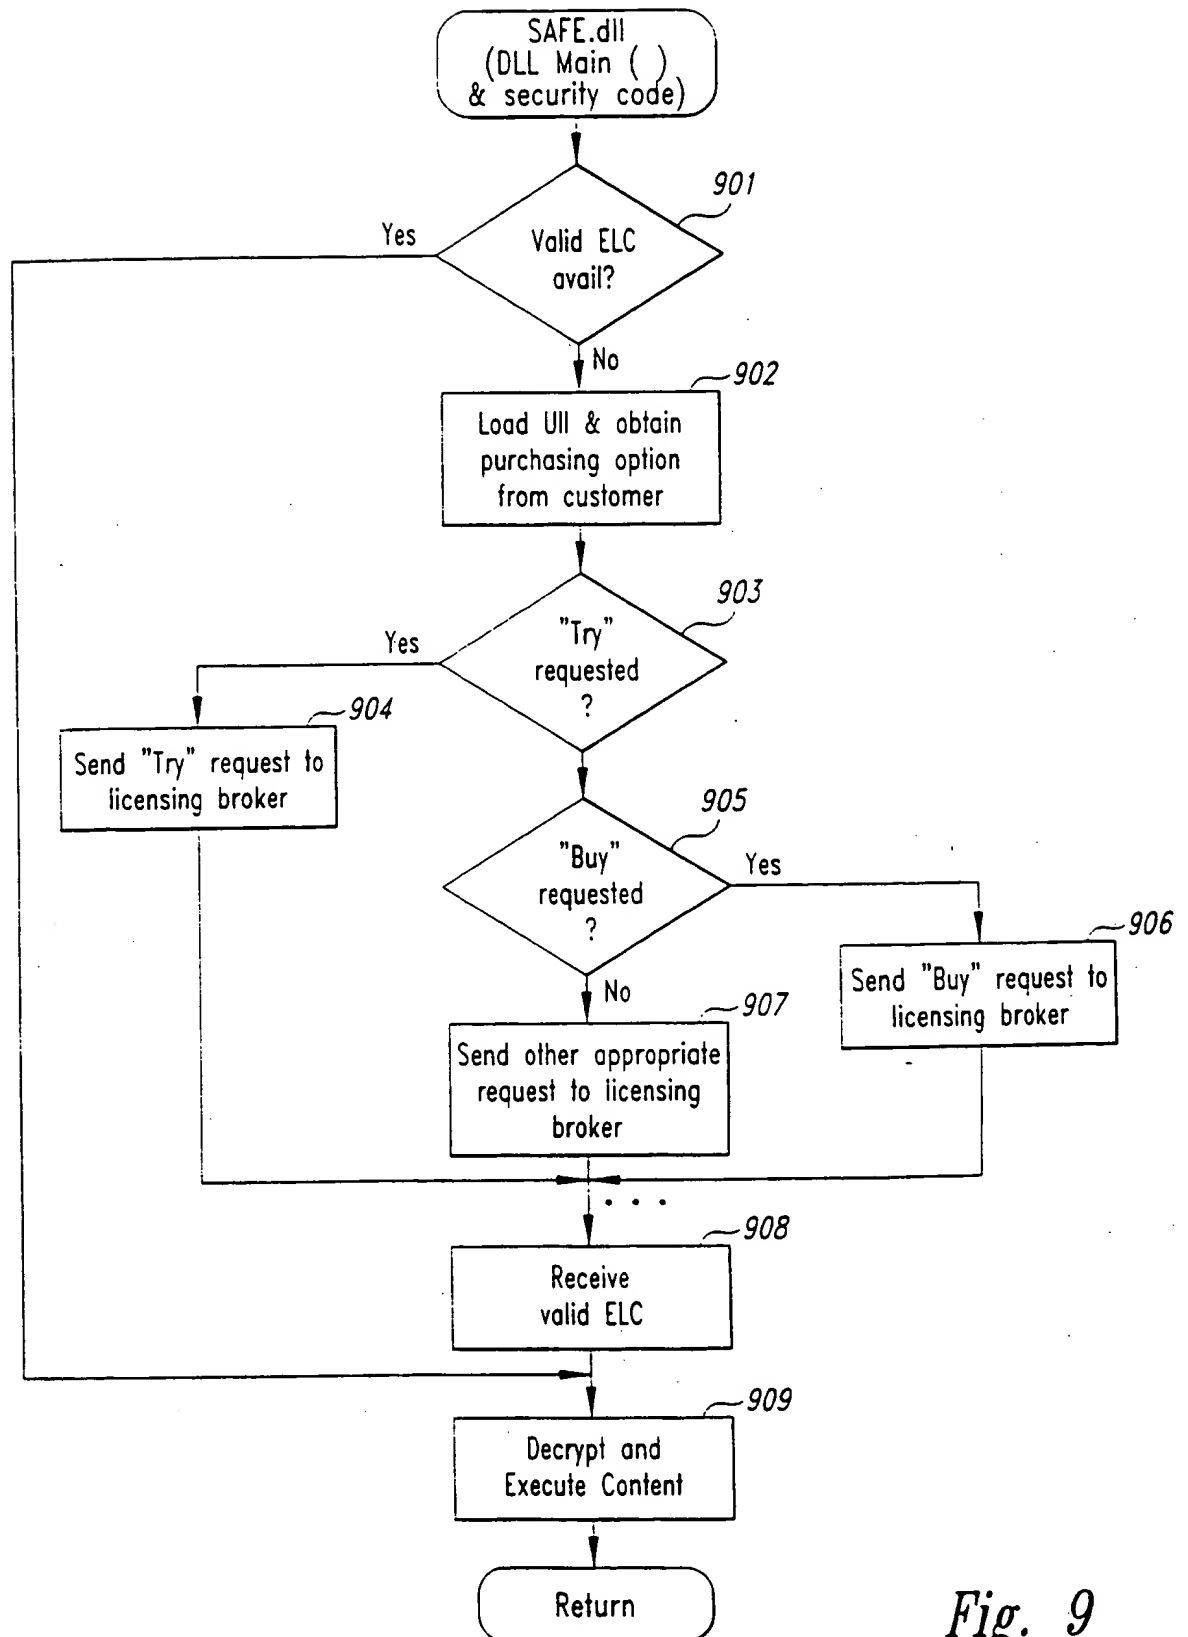 SAFE.dll
(DLL Main ( )
& security code)
901
Valid ELC
avail?
Yes
No
902
Load UII & obtain
purchasing option
from customer
903
"Try"
requested
?
Yes
904
Send "Try" request to
licensing broker
905
"Buy"
requested
?
Yes
906
Send "Buy" request to
licensing broker
No
907
Send other appropriate
request to licensing
broker
. . .
908
Receive
valid ELC
909
Decrypt and
Execute Content
Return
Fig. 9